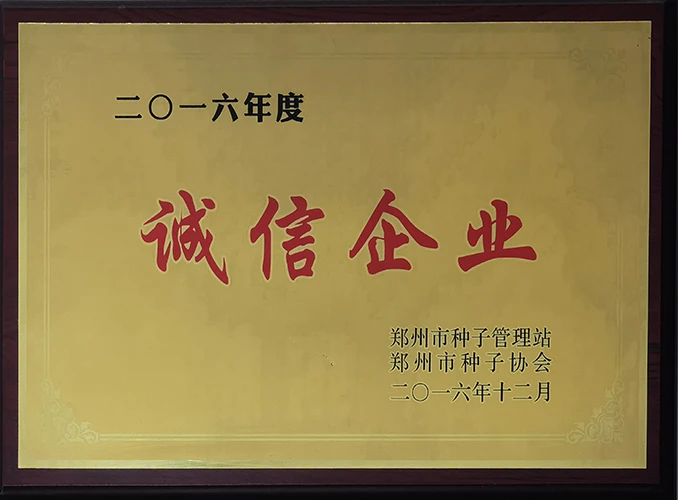 二〇一六年度
诚信企业
郑州市种子管理站
郑州市种子协会
二〇一六年十二月